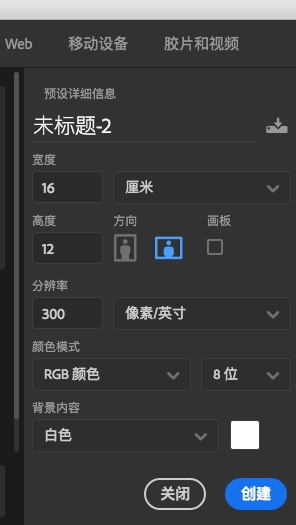 Web 移动设备 胶片和视频
预设详细信息
未标题-2
宽度
16 厘米
高度 方向 画板
12
分辨率
300 像素/英寸
颜色模式
RGB 颜色 8 位
背景内容
白色
关闭 创建